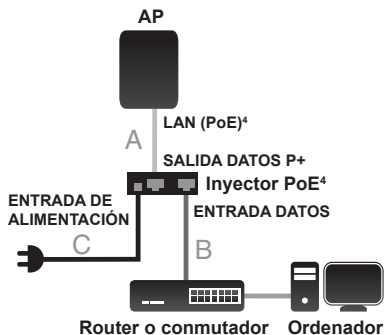 AP
LAN (PoE)⁴
A
SALIDA DATOS P+
Inyector PoE⁴
ENTRADA DE
ALIMENTACIÓN
ENTRADA DATOS
C
B
Router o conmutador
Ordenador